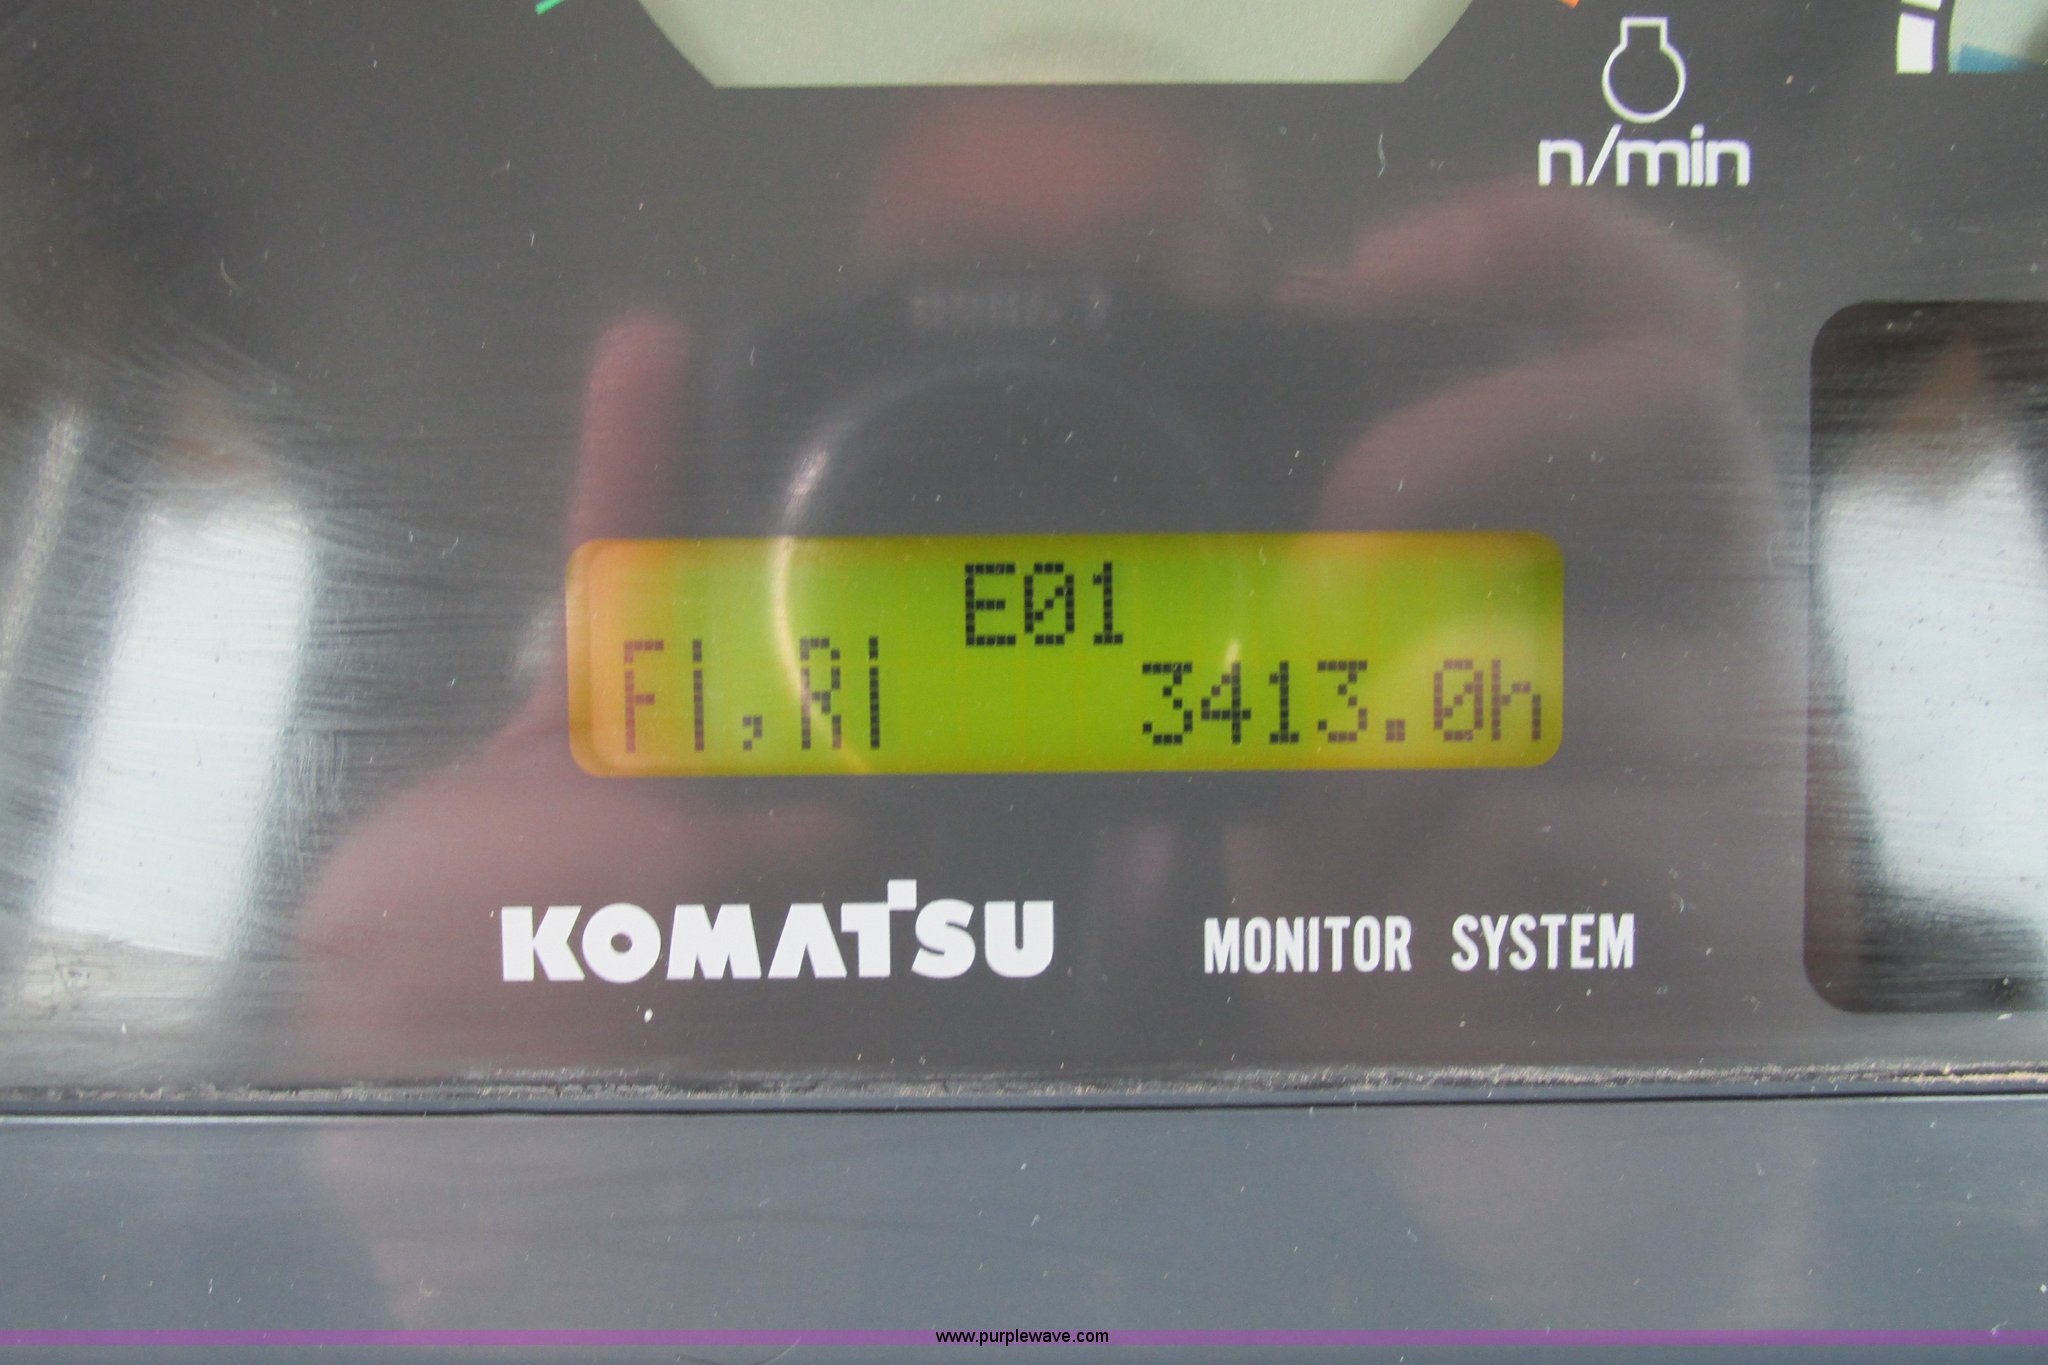 n/min
E01
F1,R1 3413.0h
KOMATSU MONITOR SYSTEM
www.purplewave.com